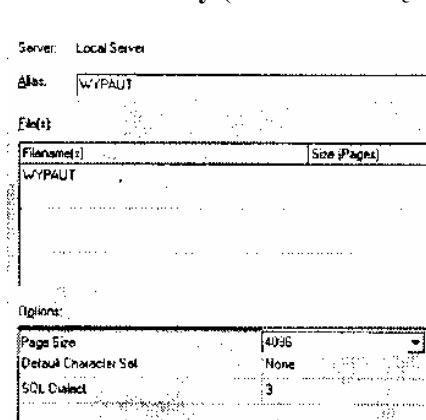 Server: Local Server
Alias: WYPAUT
File(s):
Filename(s) Size (Pages)
WYPAUT
Options:
Page Size 4096
Default Character Set None
SQL Dialect 3